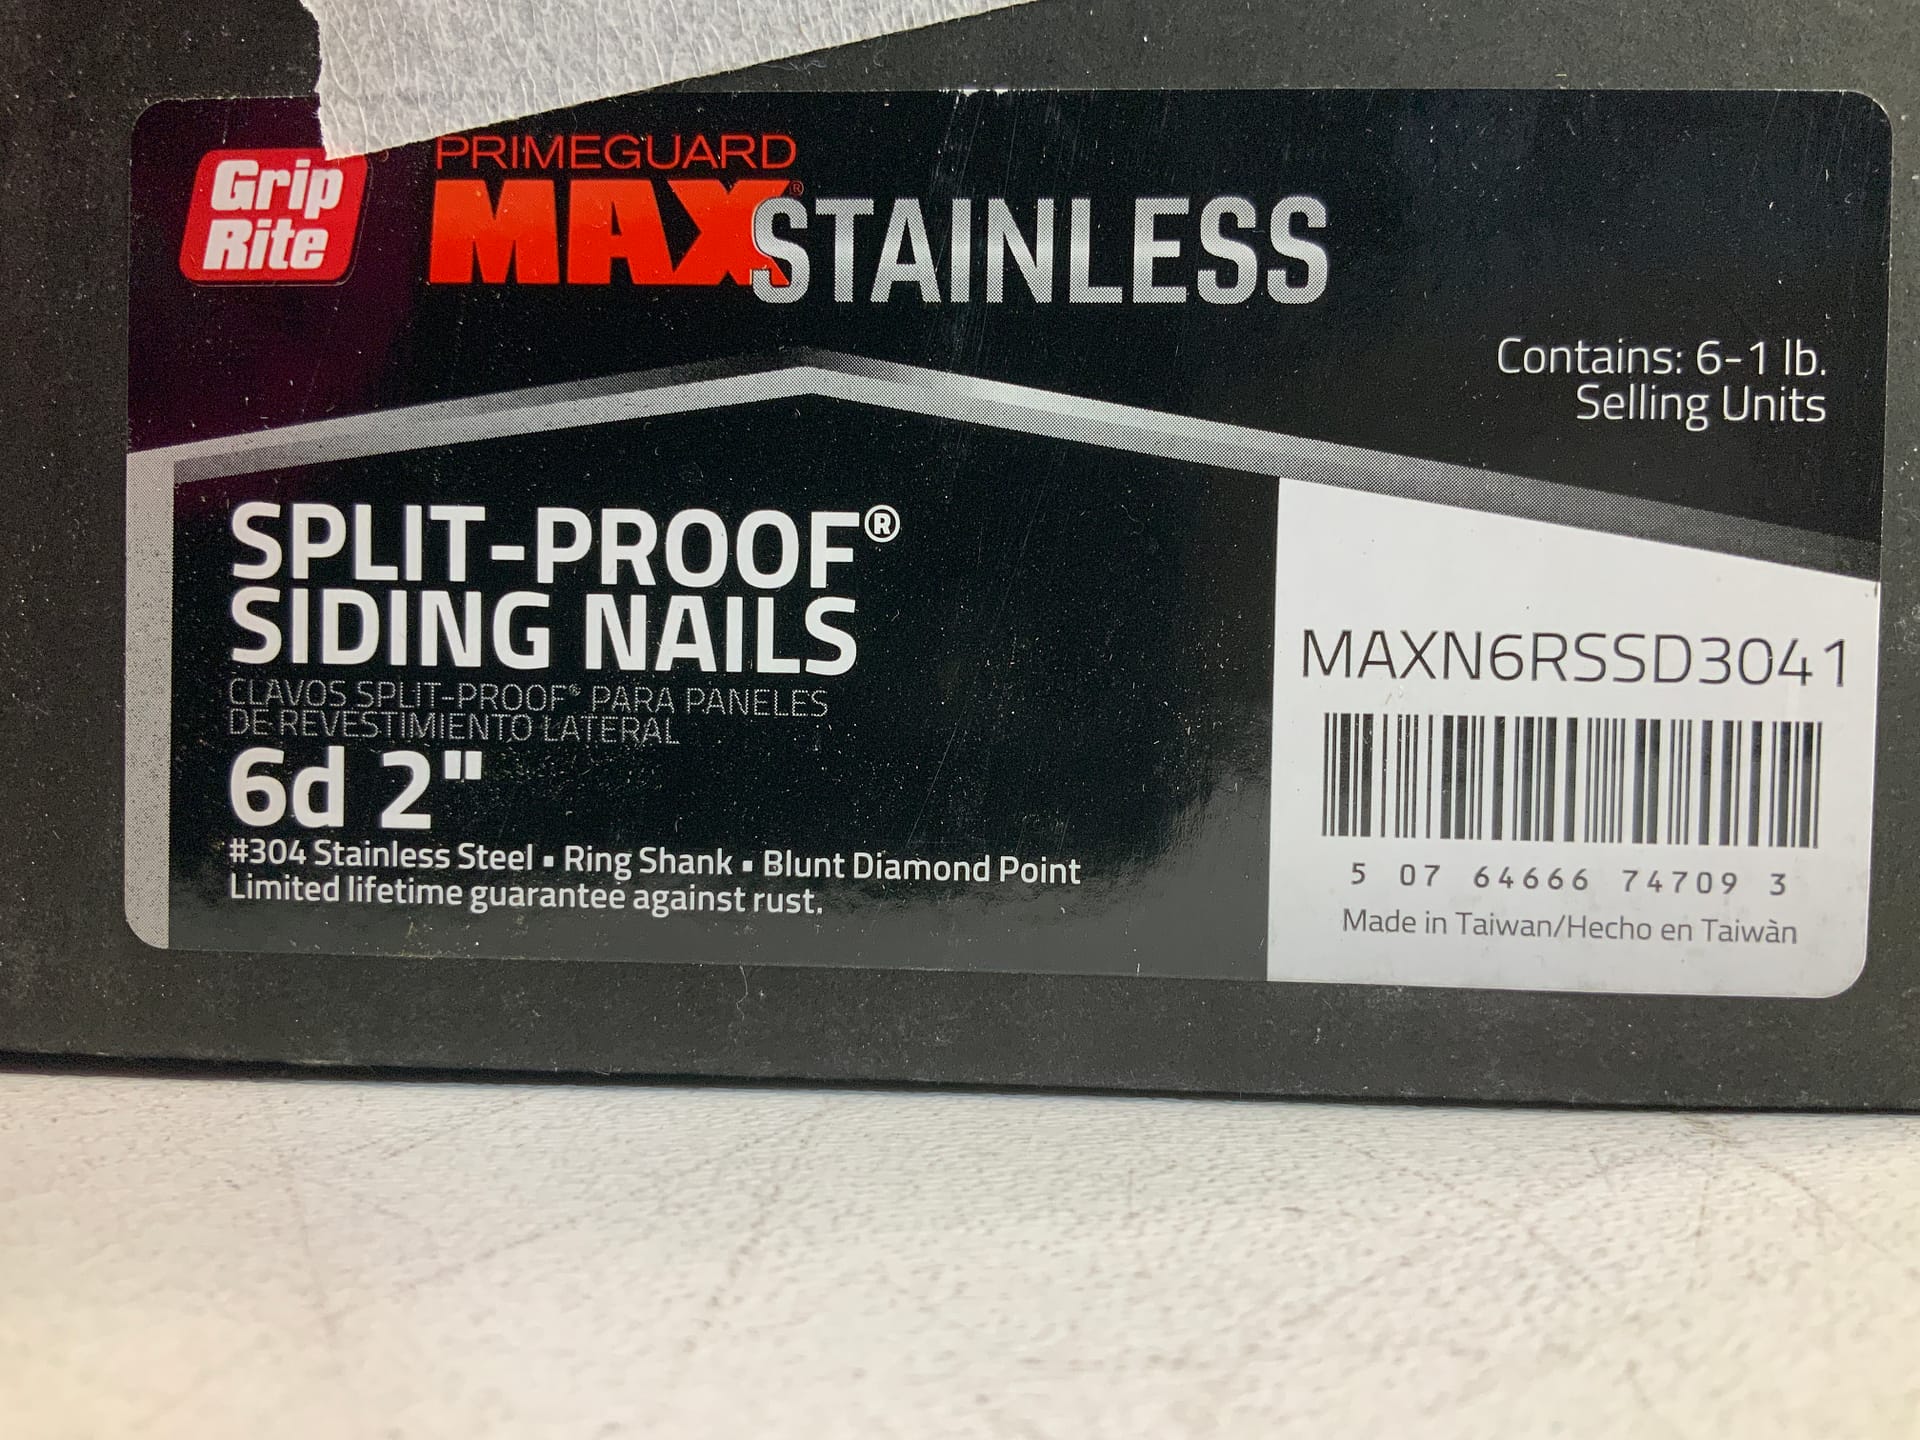 Grip
Rite
PRIMEGUARD
MAX® STAINLESS
Contains: 6-1 lb.
Selling Units
SPLIT-PROOF®
SIDING NAILS
CLAVOS SPLIT-PROOF® PARA PANELES
DE REVESTIMIENTO LATERAL
6d 2"
#304 Stainless Steel ▪ Ring Shank ▪ Blunt Diamond Point
Limited lifetime guarantee against rust.
MAXN6RSSD3041
5 07 64666 74709 3
Made in Taiwan/Hecho en Taiwàn